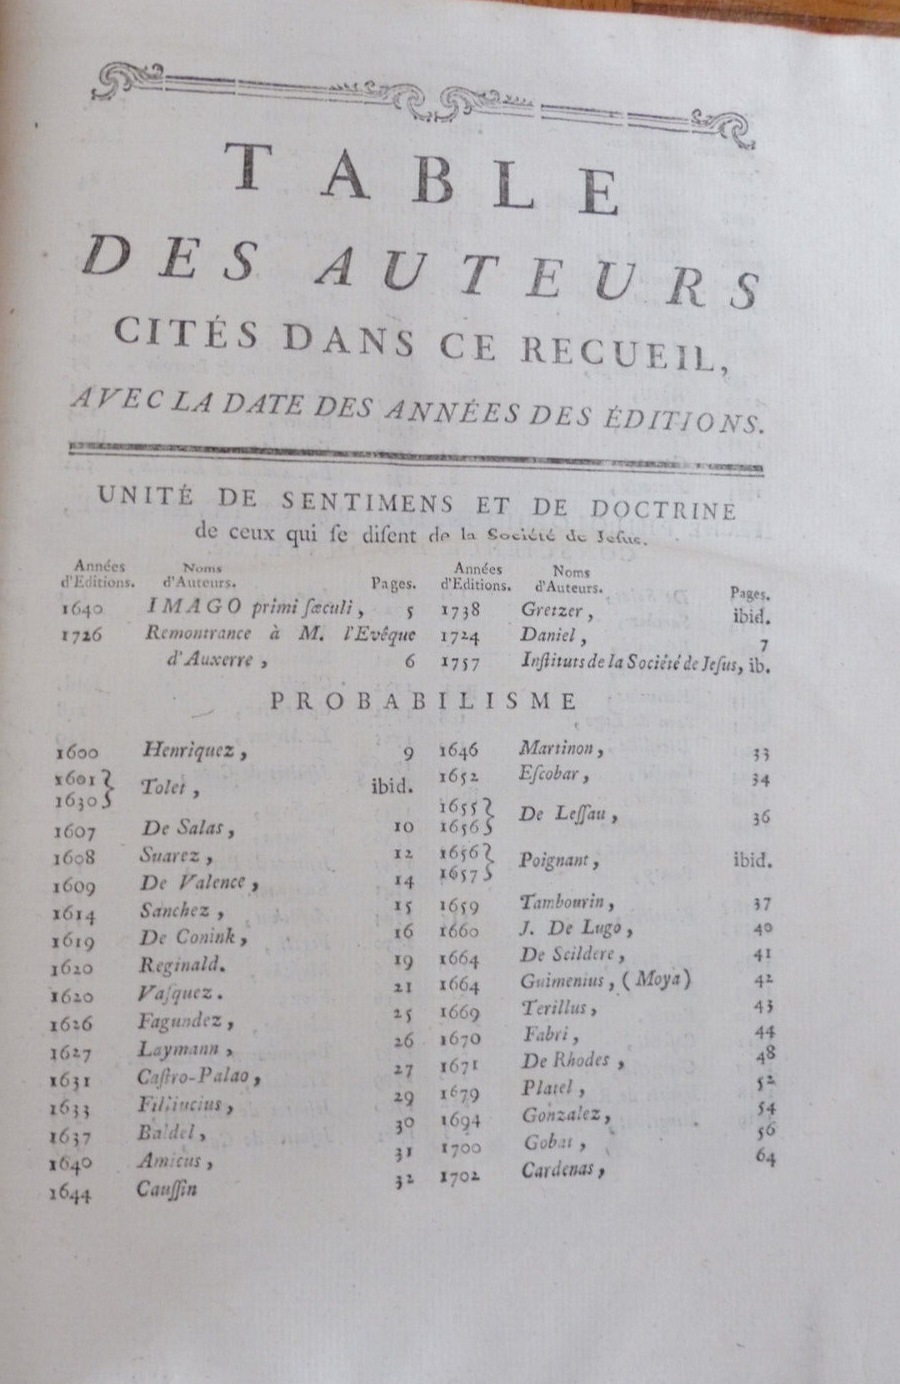 TABLE
DES AUTEURS
CITÉS DANS CE RECUEIL,
AVEC LA DATE DES ANNÉES DES ÉDITIONS.
UNITÉ DE SENTIMENS ET DE DOCTRINE
de ceux qui ſe diſent de la Société de Jeſus.
Années d'Editions. Noms d'Auteurs. Pages.
1640 IMAGO primi ſæculi, 5
1726 Remontrance à M. l'Evêque
d'Auxerre, 6
Années d'Editions. Noms d'Auteurs. Pages.
1738 Gretzer, ibid.
1724 Daniel, 7
1757 Inſtituts de la Société de Jeſus, ib.
PROBABILISME
1600 Henriquez, 9
1601 } 1630 } Tolet, ibid.
1607 De Salas, 10
1608 Suarez, 12
1609 De Valence, 14
1614 Sanchez, 15
1619 De Conink, 16
1620 Reginald. 19
1620 Vaſquez. 21
1626 Fagundez, 25
1627 Laymann, 26
1631 Caſtro-Palao, 27
1633 Filliucius, 29
1637 Baldel, 30
1640 Amicus, 31
1644 Cauſſin 32
1646 Martinon, 33
1652 Eſcobar, 34
1655 } 1656 } De Leſſau, 36
1656 } 1657 } Poignant, ibid.
1659 Tambourin, 37
1660 J. De Lugo, 40
1664 De Scildere, 41
1664 Guimenius, (Moya) 42
1669 Terillus, 43
1670 Fabri, 44
1671 De Rhodes, 48
1679 Platel, 52
1694 Gonzalez, 54
1700 Gobat, 56
1702 Cardenas, 64